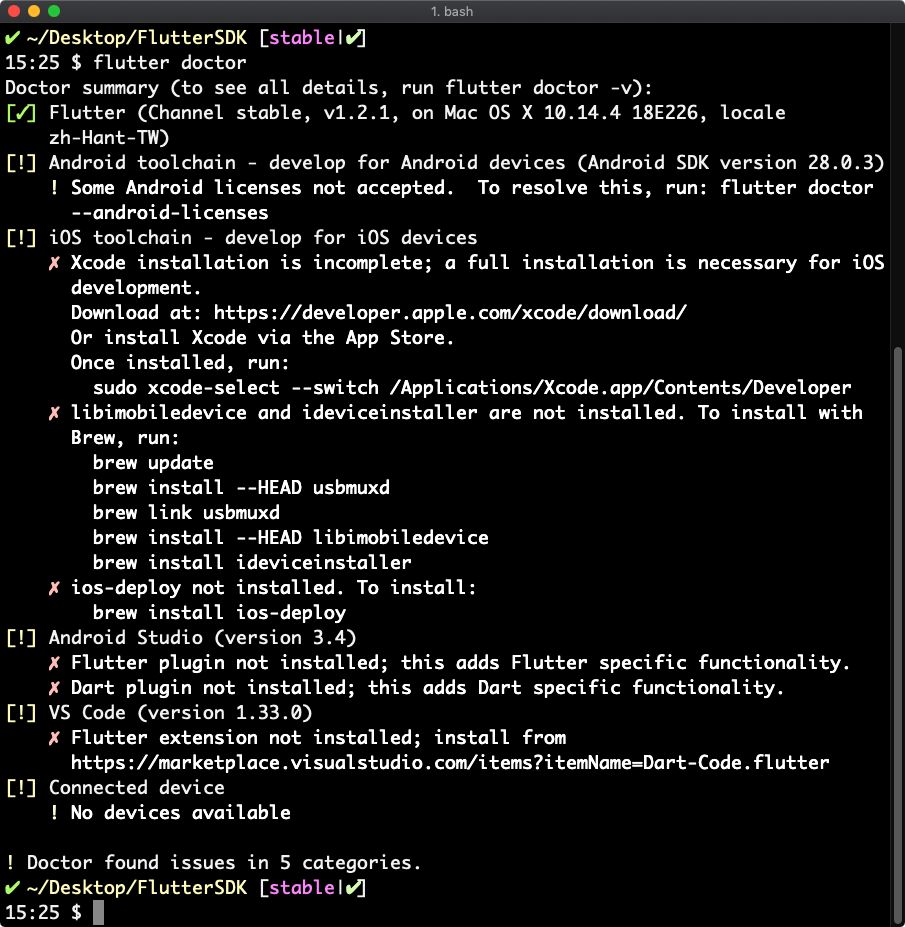 1. bash
✔ ~/Desktop/FlutterSDK [stable|✔]
15:25 $ flutter doctor
Doctor summary (to see all details, run flutter doctor -v):
[✓] Flutter (Channel stable, v1.2.1, on Mac OS X 10.14.4 18E226, locale
    zh-Hant-TW)
[!] Android toolchain - develop for Android devices (Android SDK version 28.0.3)
    ! Some Android licenses not accepted.  To resolve this, run: flutter doctor
      --android-licenses
[!] iOS toolchain - develop for iOS devices
    ✗ Xcode installation is incomplete; a full installation is necessary for iOS
      development.
      Download at: https://developer.apple.com/xcode/download/
      Or install Xcode via the App Store.
      Once installed, run:
        sudo xcode-select --switch /Applications/Xcode.app/Contents/Developer
    ✗ libimobiledevice and ideviceinstaller are not installed. To install with
      Brew, run:
        brew update
        brew install --HEAD usbmuxd
        brew link usbmuxd
        brew install --HEAD libimobiledevice
        brew install ideviceinstaller
    ✗ ios-deploy not installed. To install:
        brew install ios-deploy
[!] Android Studio (version 3.4)
    ✗ Flutter plugin not installed; this adds Flutter specific functionality.
    ✗ Dart plugin not installed; this adds Dart specific functionality.
[!] VS Code (version 1.33.0)
    ✗ Flutter extension not installed; install from
      https://marketplace.visualstudio.com/items?itemName=Dart-Code.flutter
[!] Connected device
    ! No devices available

! Doctor found issues in 5 categories.
✔ ~/Desktop/FlutterSDK [stable|✔]
15:25 $